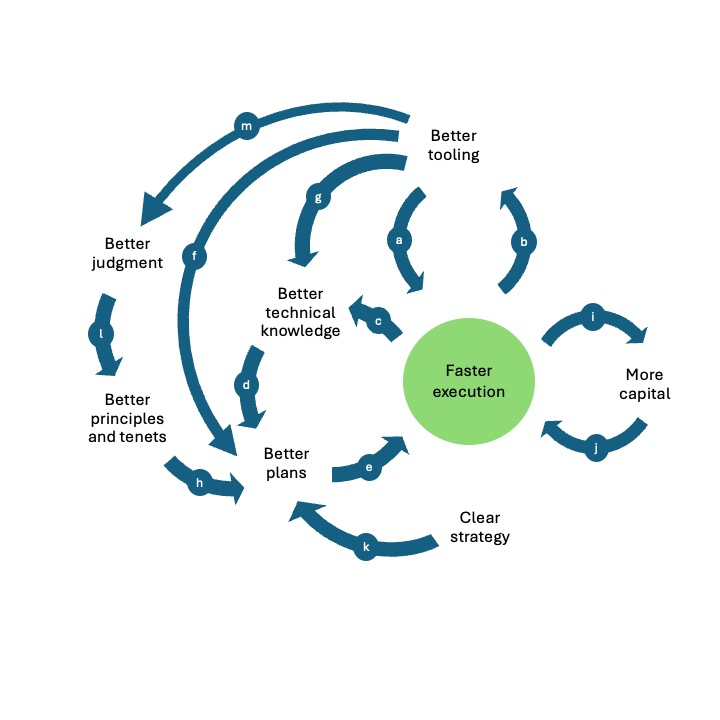 m
Better
tooling
g
f
a
b
Better
judgment
Better
technical
knowledge
c
i
l
Faster
execution
More
capital
d
Better
principles
and tenets
j
Better
plans
e
h
Clear
strategy
k